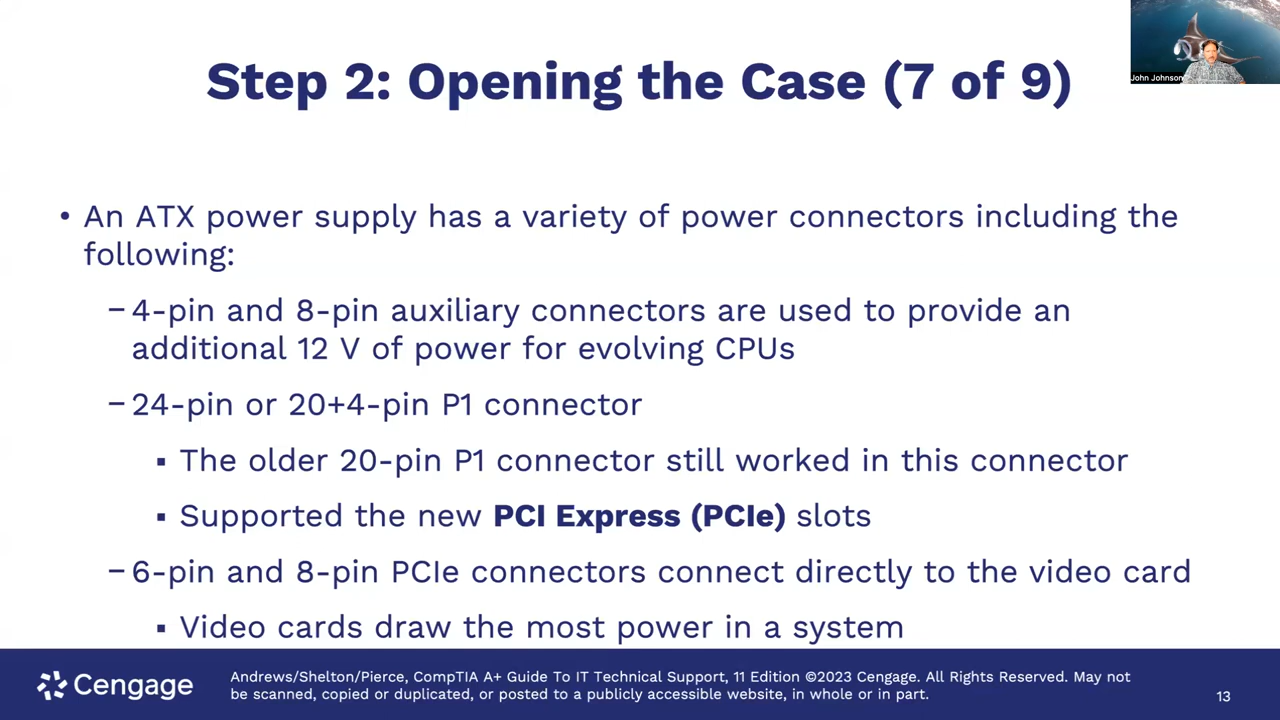 John Johnson
Step 2: Opening the Case (7 of 9)
• An ATX power supply has a variety of power connectors including the
following:
– 4-pin and 8-pin auxiliary connectors are used to provide an
additional 12 V of power for evolving CPUs
– 24-pin or 20+4-pin P1 connector
▪ The older 20-pin P1 connector still worked in this connector
▪ Supported the new PCI Express (PCIe) slots
– 6-pin and 8-pin PCIe connectors connect directly to the video card
▪ Video cards draw the most power in a system
Cengage
Andrews/Shelton/Pierce, CompTIA A+ Guide To IT Technical Support, 11 Edition ©2023 Cengage. All Rights Reserved. May not
be scanned, copied or duplicated, or posted to a publicly accessible website, in whole or in part.
13